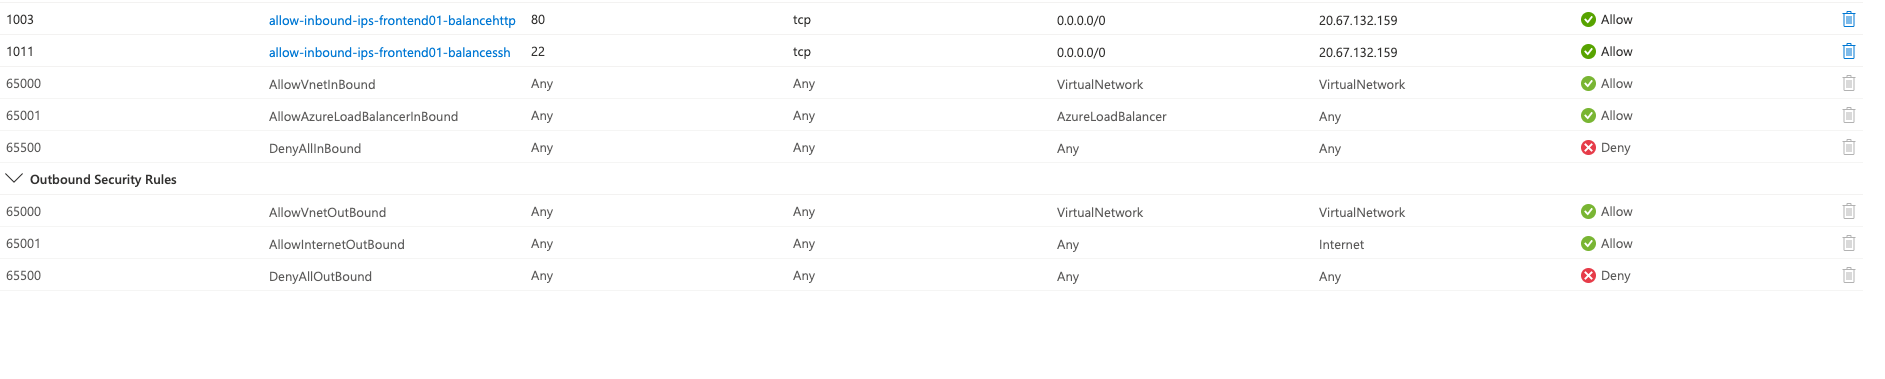 1003 allow-inbound-ips-frontend01-balancehttp 80 tcp 0.0.0.0/0 20.67.132.159 Allow
1011 allow-inbound-ips-frontend01-balancessh 22 tcp 0.0.0.0/0 20.67.132.159 Allow
65000 AllowVnetInBound Any Any VirtualNetwork VirtualNetwork Allow
65001 AllowAzureLoadBalancerInBound Any Any AzureLoadBalancer Any Allow
65500 DenyAllInBound Any Any Any Any Deny
Outbound Security Rules
65000 AllowVnetOutBound Any Any VirtualNetwork VirtualNetwork Allow
65001 AllowInternetOutBound Any Any Any Internet Allow
65500 DenyAllOutBound Any Any Any Any Deny